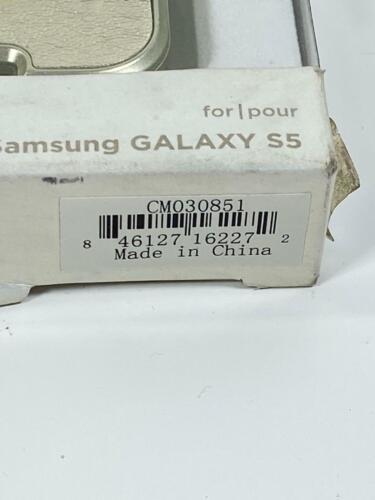 for|pour
Samsung GALAXY S5
CM030851
8 46127 16227 2
Made in China